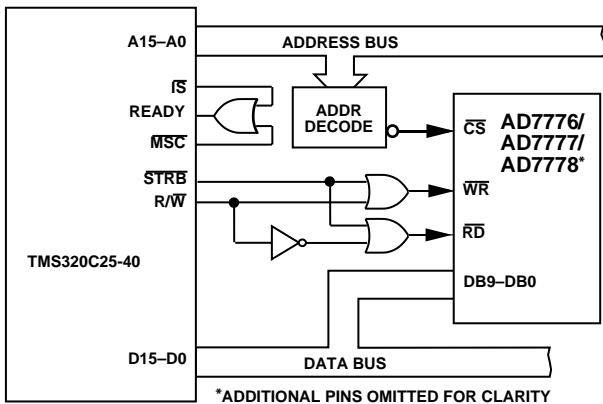 A15–A0
ADDRESS BUS
IS
READY
MSC
ADDR
DECODE
CS
AD7776/
AD7777/
AD7778*
STRB
R/W
WR
RD
TMS320C25-40
DB9–DB0
D15–D0
DATA BUS
*ADDITIONAL PINS OMITTED FOR CLARITY